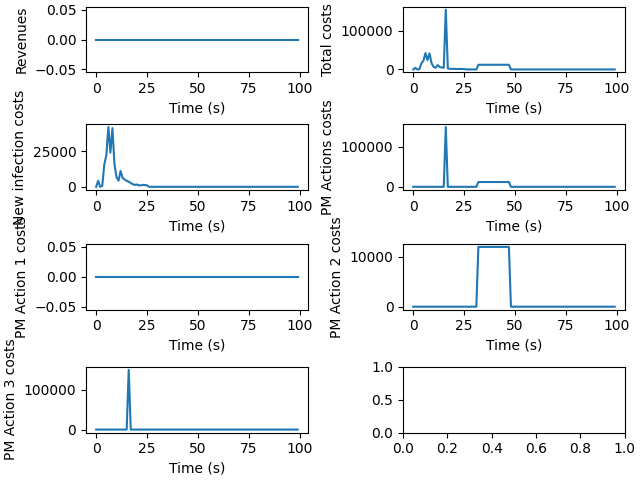 Revenues
0.05
0.00
−0.05
0 25 50 75 100
Time (s)
Total costs
100000
0
0 25 50 75 100
Time (s)
New infection costs
25000
0
0 25 50 75 100
Time (s)
PM Actions costs
100000
0
0 25 50 75 100
Time (s)
PM Action 1 costs
0.05
0.00
−0.05
0 25 50 75 100
Time (s)
PM Action 2 costs
10000
0
0 25 50 75 100
Time (s)
PM Action 3 costs
100000
0
0 25 50 75 100
Time (s)
1.0
0.5
0.0
0.0 0.2 0.4 0.6 0.8 1.0